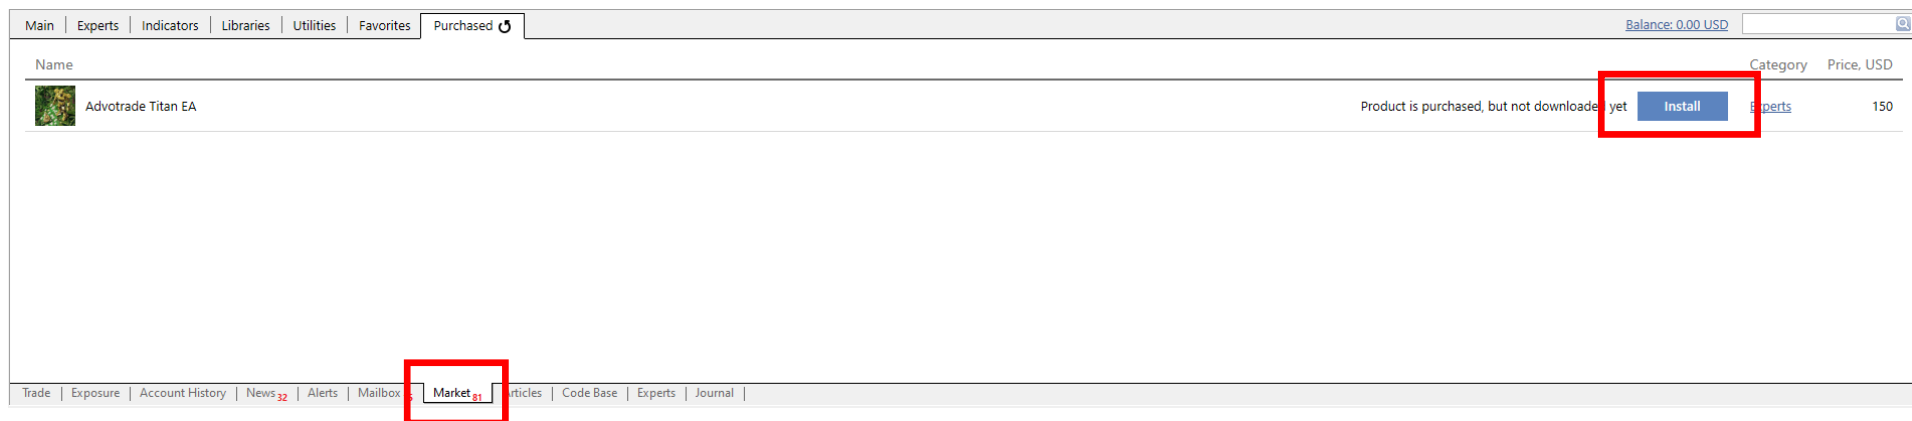 Main Experts Indicators Libraries Utilities Favorites Purchased Balance: 0.00 USD
Name Category Price, USD
Advotrade Titan EA Product is purchased, but not downloaded yet Install Experts 150
Trade Exposure Account History News 32 Alerts Mailbox Market 81 Articles Code Base Experts Journal